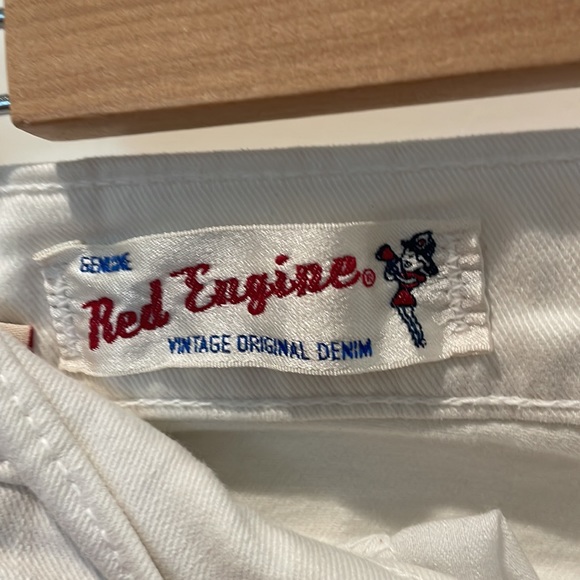 GENUINE
Red Engine®
VINTAGE ORIGINAL DENIM